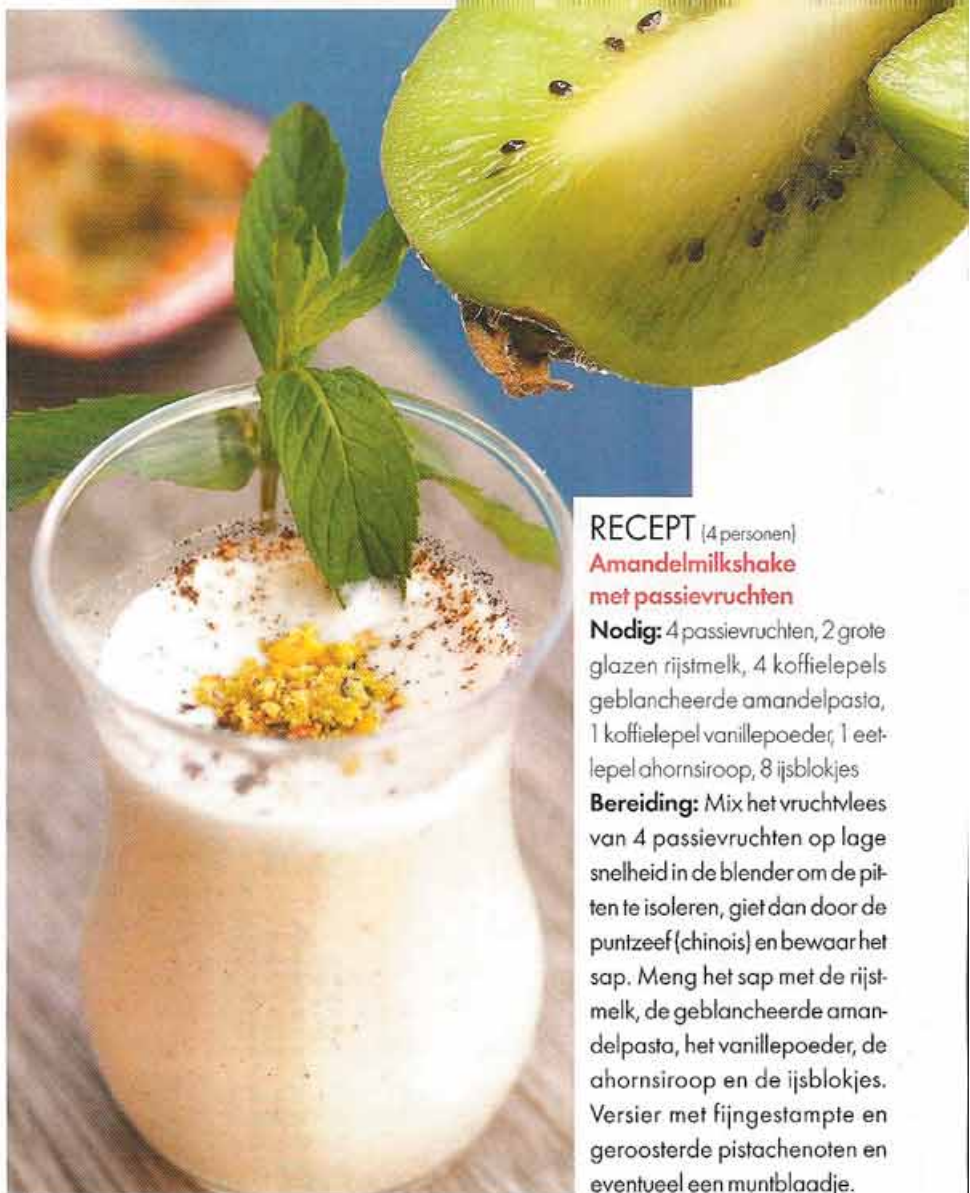 RECEPT (4 personen)
Amandelmilkshake
met passievruchten
Nodig: 4 passievruchten, 2 grote
glazen rijstmelk, 4 koffielepels
geblancheerde amandelpasta,
1 koffielepel vanillepoeder, 1 eet-
lepel ahornsiroop, 8 ijsblokjes
Bereiding: Mix het vruchtvlees
van 4 passievruchten op lage
snelheid in de blender om de pit-
ten te isoleren, giet dan door de
puntzeef (chinois) en bewaar het
sap. Meng het sap met de rijst-
melk, de geblancheerde aman-
delpasta, het vanillepoeder, de
ahornsiroop en de ijsblokjes.
Versier met fijngestampte en
geroosterde pistachenoten en
eventueel een muntblaadje.